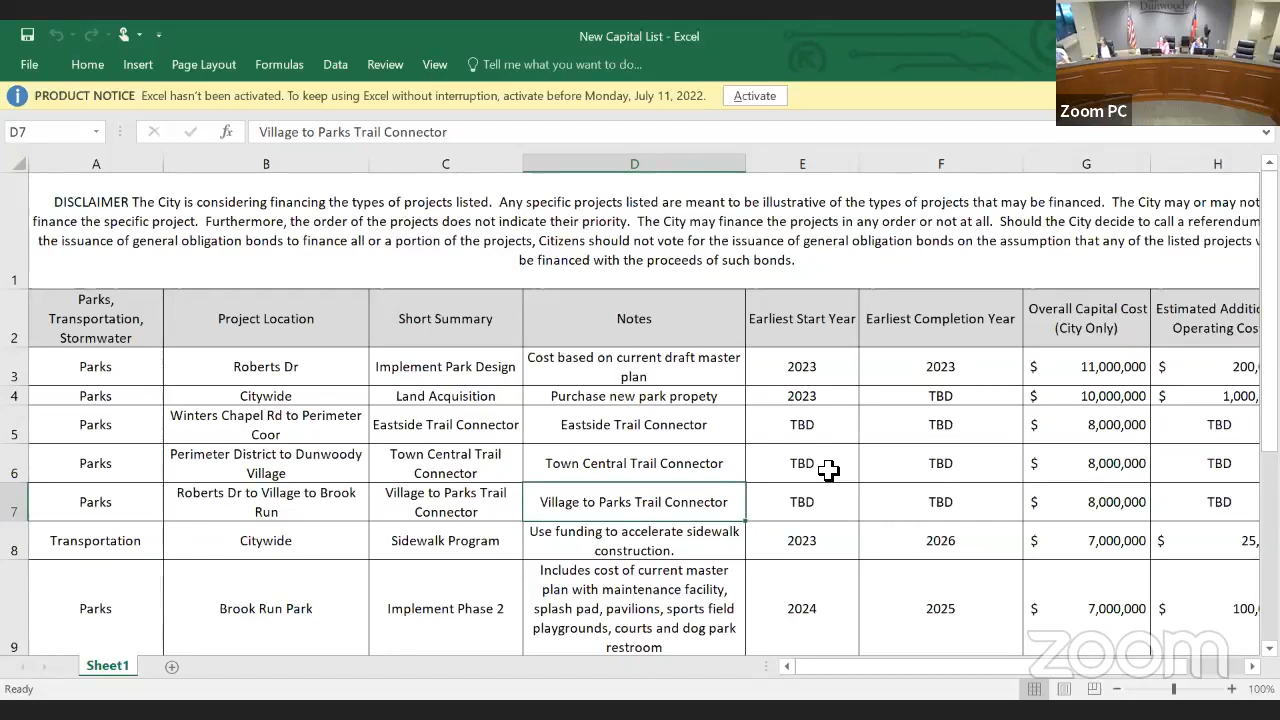 Dunwoody
New Capital List - Excel
File Home Insert Page Layout Formulas Data Review View Tell me what you want to do...
PRODUCT NOTICE Excel hasn't been activated. To keep using Excel without interruption, activate before Monday, July 11, 2022. Activate
Zoom PC
D7 fx Village to Parks Trail Connector
A B C D E F G H
DISCLAIMER The City is considering financing the types of projects listed. Any specific projects listed are meant to be illustrative of the types of projects that may be financed. The City may or may not
finance the specific project. Furthermore, the order of the projects does not indicate their priority. The City may finance the projects in any order or not at all. Should the City decide to call a referendum
the issuance of general obligation bonds to finance all or a portion of the projects, Citizens should not vote for the issuance of general obligation bonds on the assumption that any of the listed projects
be financed with the proceeds of such bonds.
1
Parks,
Transportation,
Stormwater
Project Location
Short Summary
Notes
Earliest Start Year
Earliest Completion Year
Overall Capital Cost
(City Only)
Estimated Additi
Operating Cos
2
Parks
Roberts Dr
Implement Park Design
Cost based on current draft master
plan
2023
2023
$ 11,000,000
$ 200,
3
4 Parks Citywide Land Acquisition Purchase new park propety 2023 TBD $ 10,000,000 $ 1,000,
Parks
Winters Chapel Rd to Perimeter
Coor
Eastside Trail Connector
Eastside Trail Connector
TBD
TBD
$ 8,000,000
TBD
5
Parks
Perimeter District to Dunwoody
Village
Town Central Trail
Connector
Town Central Trail Connector
TBD
TBD
$ 8,000,000
TBD
6
Parks
Roberts Dr to Village to Brook
Run
Village to Parks Trail
Connector
Village to Parks Trail Connector
TBD
TBD
$ 8,000,000
TBD
7
Transportation
Citywide
Sidewalk Program
Use funding to accelerate sidewalk
construction.
2023
2026
$ 7,000,000
$ 25,
8
Parks
Brook Run Park
Implement Phase 2
Includes cost of current master
plan with maintenance facility,
splash pad, pavilions, sports field
playgrounds, courts and dog park
restroom
2024
2025
$ 7,000,000
$ 100,
9
zoom
Sheet1
Ready 100%